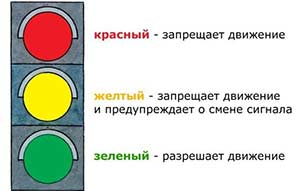 красный - запрещает движение
желтый - запрещает движение
и предупреждает о смене сигнала
зеленый - разрешает движение